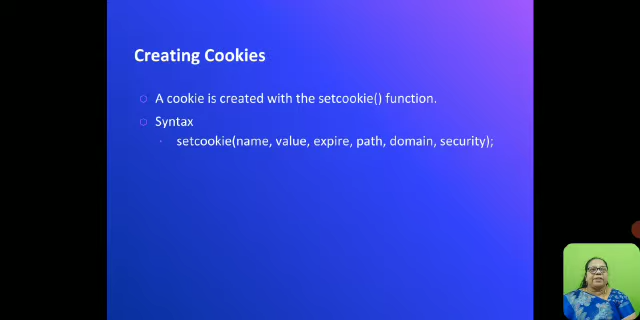 Creating Cookies
A cookie is created with the setcookie() function.
Syntax
setcookie(name, value, expire, path, domain, security);